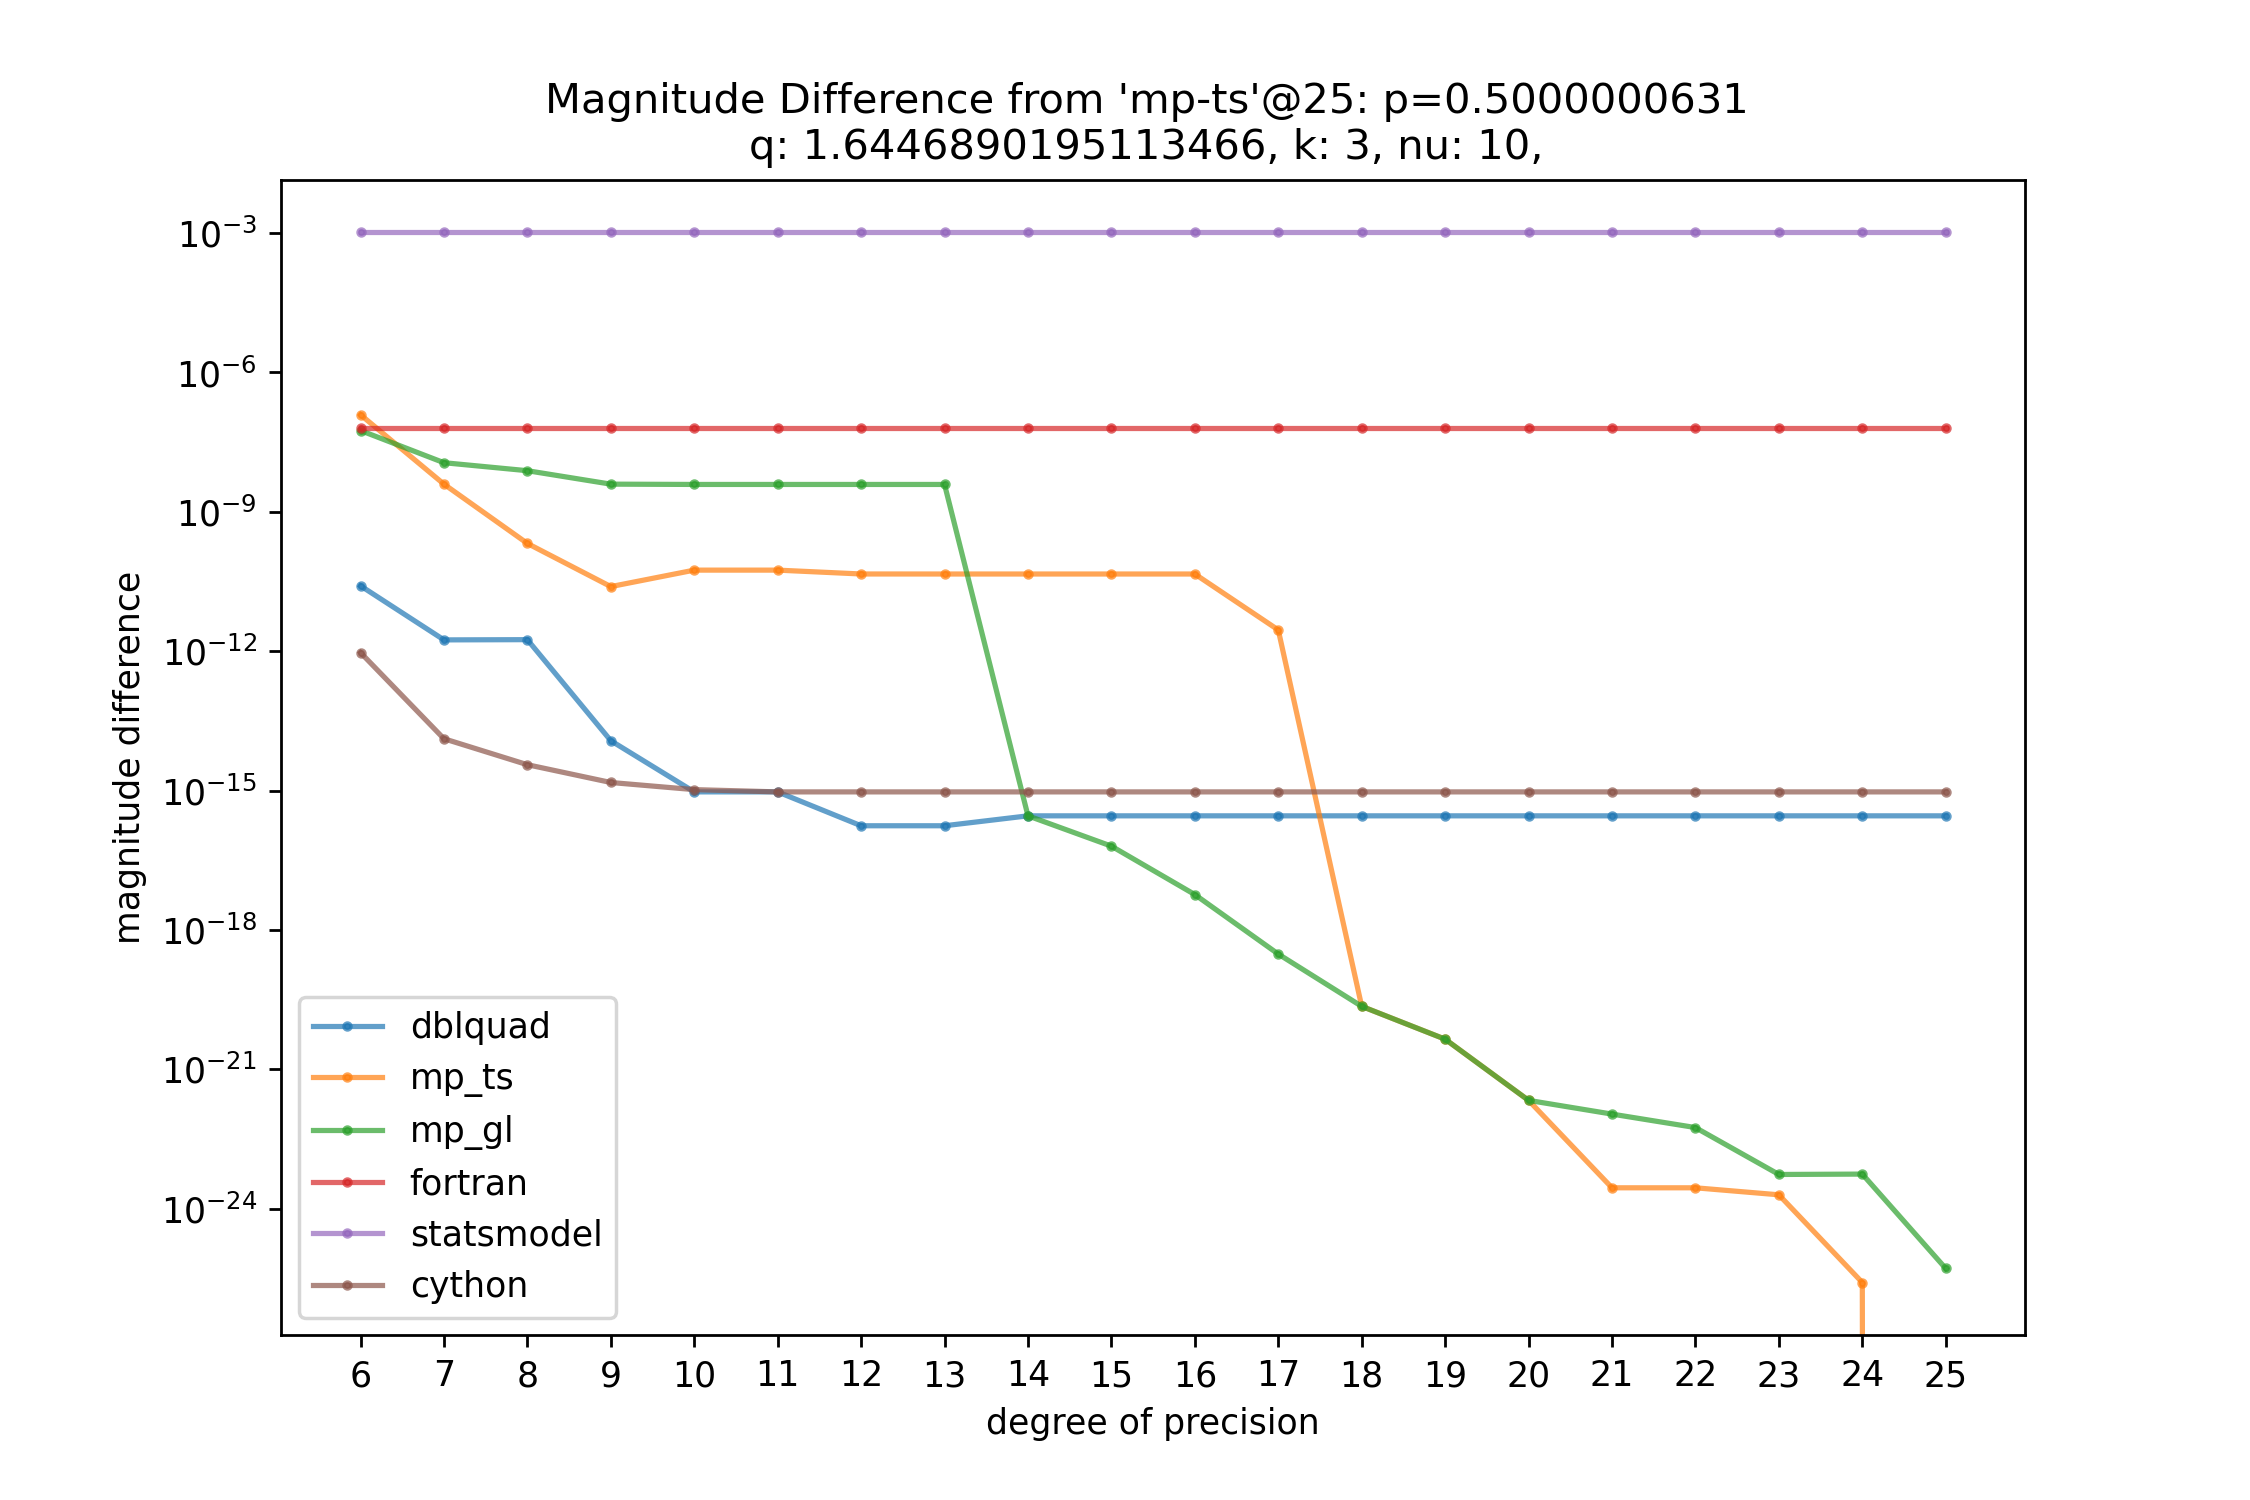 Magnitude Difference from 'mp-ts'@25: p=0.5000000631
q: 1.6446890195113466, k: 3, nu: 10,
magnitude difference
10⁻³
10⁻⁶
10⁻⁹
10⁻¹²
10⁻¹⁵
10⁻¹⁸
10⁻²¹
10⁻²⁴
dblquad
mp_ts
mp_gl
fortran
statsmodel
cython
6 7 8 9 10 11 12 13 14 15 16 17 18 19 20 21 22 23 24 25
degree of precision